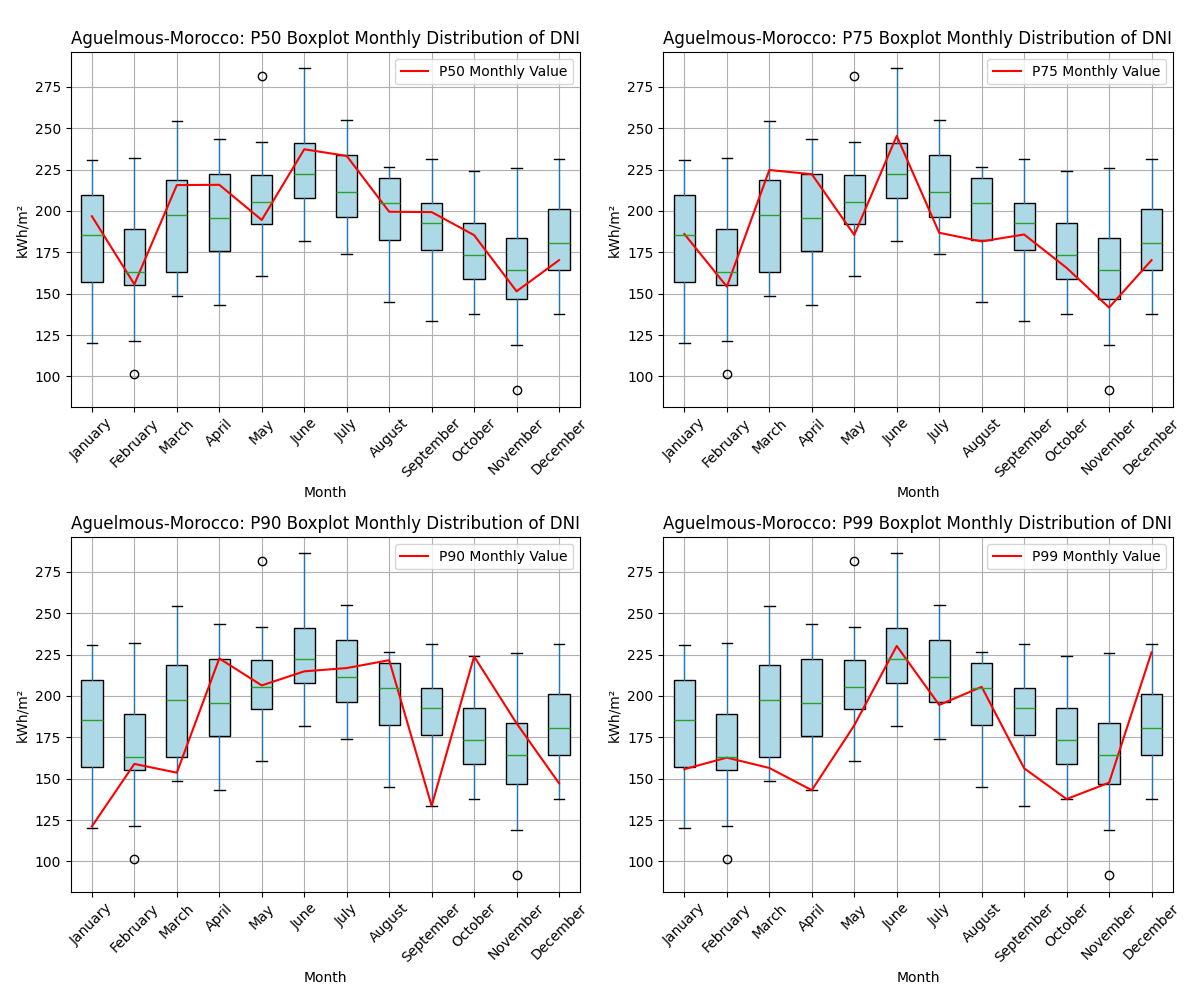 Aguelmous-Morocco: P50 Boxplot Monthly Distribution of DNI
P50 Monthly Value
kWh/m²
275
250
225
200
175
150
125
100
January
February
March
April
May
June
July
August
September
October
November
December
Month
Aguelmous-Morocco: P75 Boxplot Monthly Distribution of DNI
P75 Monthly Value
kWh/m²
275
250
225
200
175
150
125
100
January
February
March
April
May
June
July
August
September
October
November
December
Month
Aguelmous-Morocco: P90 Boxplot Monthly Distribution of DNI
P90 Monthly Value
kWh/m²
275
250
225
200
175
150
125
100
January
February
March
April
May
June
July
August
September
October
November
December
Month
Aguelmous-Morocco: P99 Boxplot Monthly Distribution of DNI
P99 Monthly Value
kWh/m²
275
250
225
200
175
150
125
100
January
February
March
April
May
June
July
August
September
October
November
December
Month